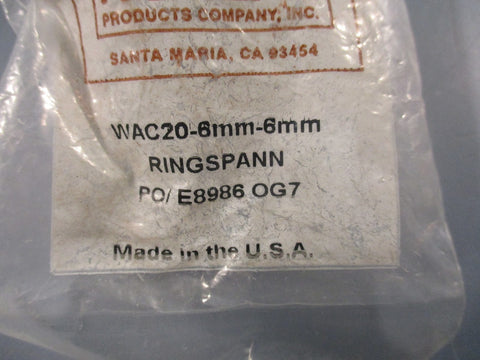 PRODUCTS COMPANY, INC.
SANTA MARIA, CA 93454
WAC20-6mm-6mm
RINGSPANN
PO/E8986 OG7
Made in the U.S.A.